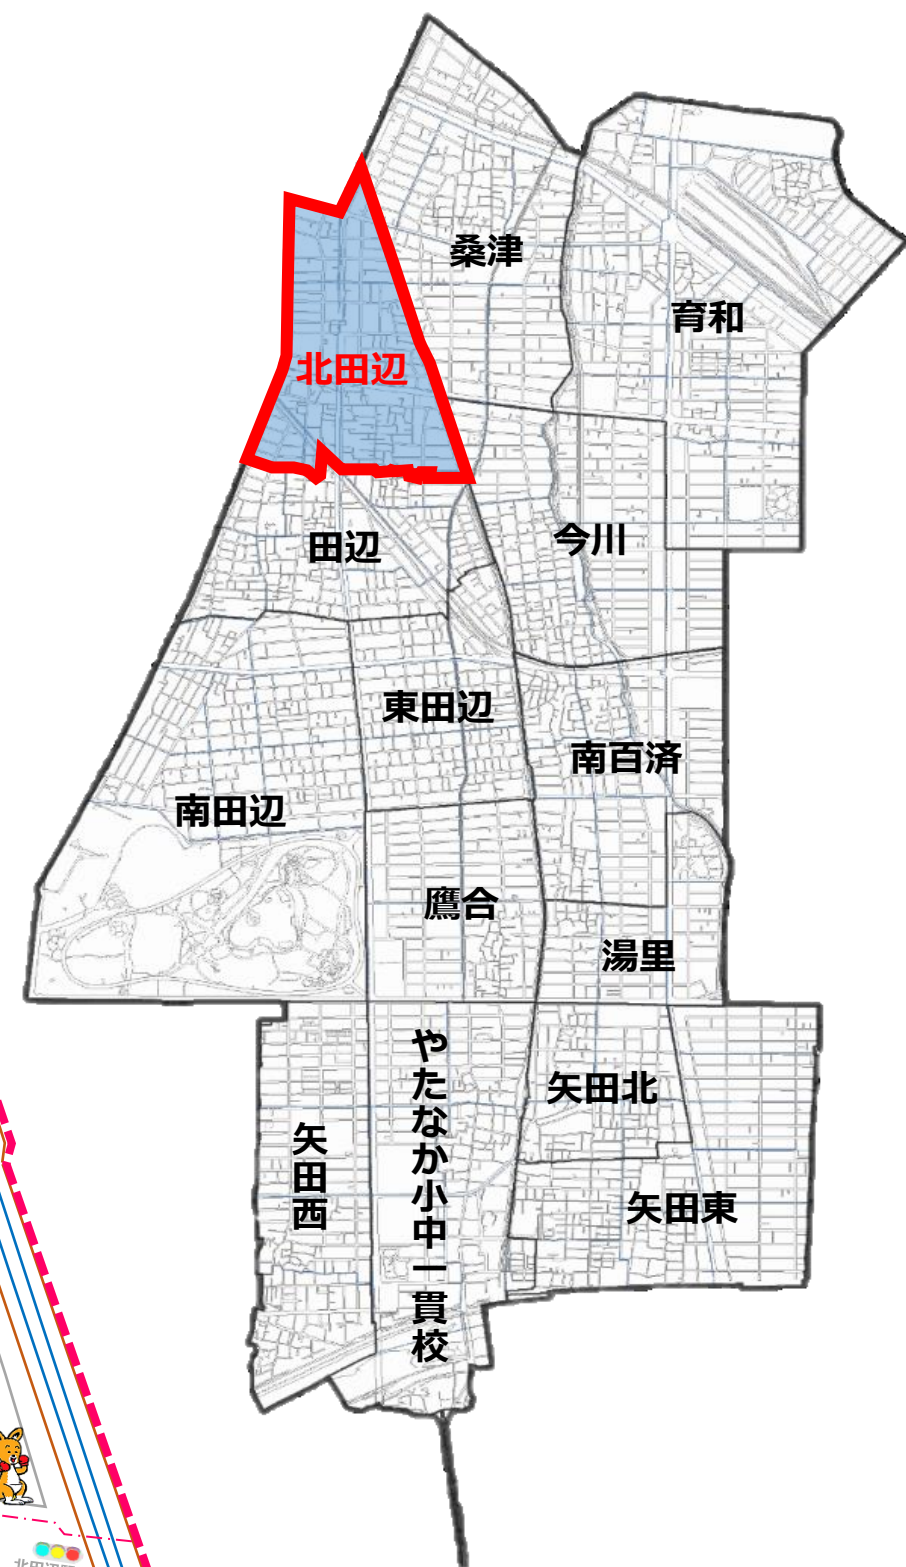 桑津
育和
北田辺
今川
田辺
東田辺
南百済
南田辺
鷹合
湯里
やたなか小中一貫校
矢田北
矢田西
矢田東